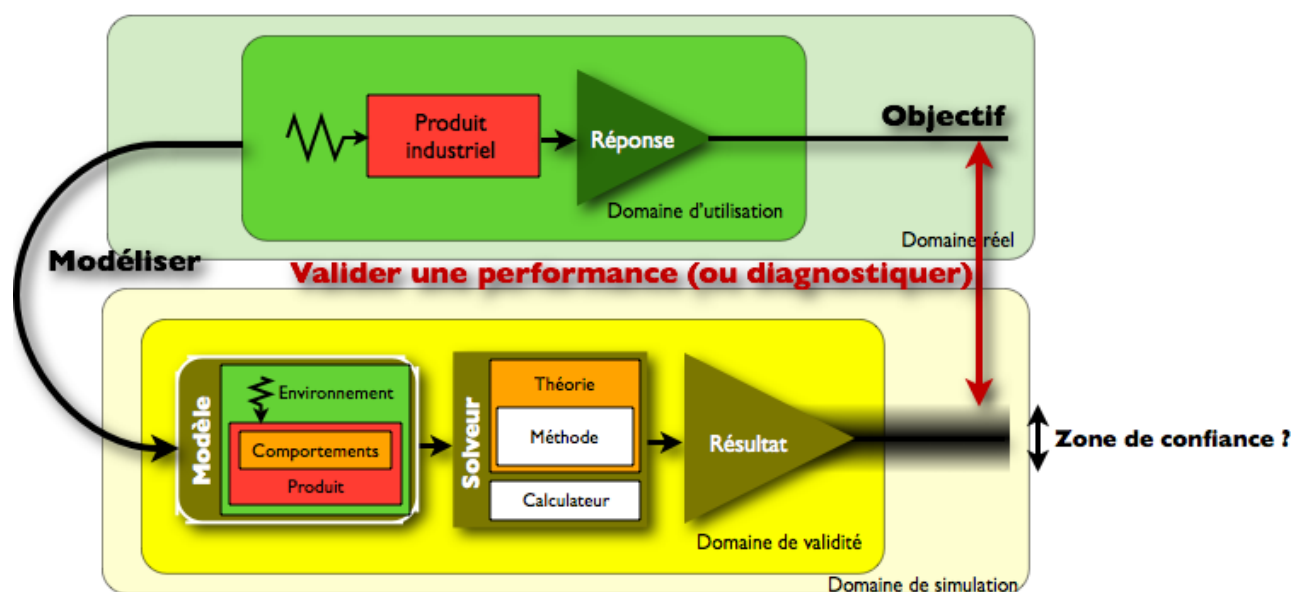 Objectif
Produit
industriel
Réponse
Domaine d'utilisation
Domaine réel
Modéliser
Valider une performance (ou diagnostiquer)
Modèle
Environnement
Comportements
Produit
Solveur
Théorie
Méthode
Calculateur
Résultat
Zone de confiance ?
Domaine de validité
Domaine de simulation